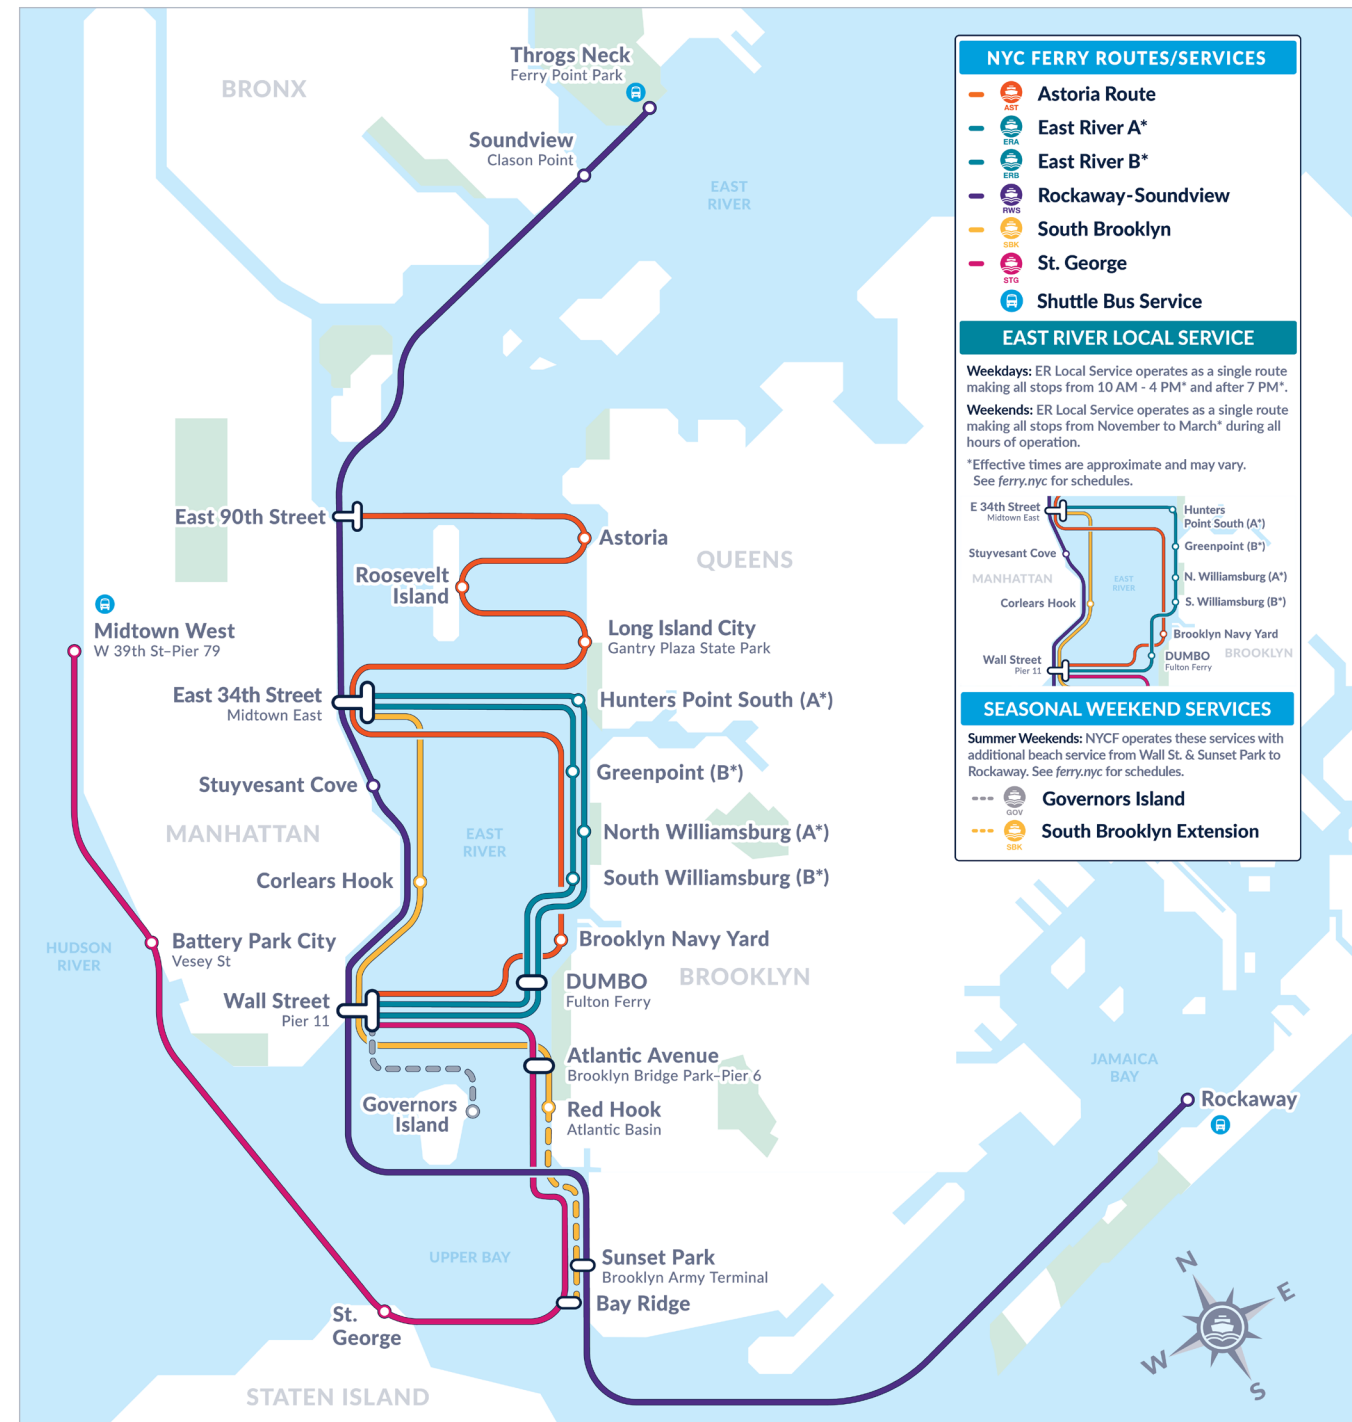 BRONX
Throgs Neck
Ferry Point Park
Soundview
Clason Point
EAST
RIVER
East 90th Street
Astoria
QUEENS
Roosevelt
Island
Midtown West
W 39th St–Pier 79
Long Island City
Gantry Plaza State Park
East 34th Street
Midtown East
Hunters Point South (A*)
Greenpoint (B*)
Stuyvesant Cove
MANHATTAN
EAST
RIVER
North Williamsburg (A*)
Corlears Hook
South Williamsburg (B*)
HUDSON
RIVER
Battery Park City
Vesey St
Brooklyn Navy Yard
BROOKLYN
DUMBO
Fulton Ferry
Wall Street
Pier 11
Atlantic Avenue
Brooklyn Bridge Park–Pier 6
Governors
Island
Red Hook
Atlantic Basin
JAMAICA
BAY
Rockaway
UPPER BAY
Sunset Park
Brooklyn Army Terminal
Bay Ridge
St.
George
STATEN ISLAND
NYC FERRY ROUTES/SERVICES
AST
Astoria Route
ERA
East River A*
ERB
East River B*
RWS
Rockaway-Soundview
SBK
South Brooklyn
STG
St. George
Shuttle Bus Service
EAST RIVER LOCAL SERVICE
Weekdays: ER Local Service operates as a single route
making all stops from 10 AM - 4 PM* and after 7 PM*.
Weekends: ER Local Service operates as a single route
making all stops from November to March* during all
hours of operation.
*Effective times are approximate and may vary.
See ferry.nyc for schedules.
E 34th Street
Midtown East
Hunters
Point South (A*)
Greenpoint (B*)
Stuyvesant Cove
MANHATTAN
EAST
RIVER
N. Williamsburg (A*)
Corlears Hook
S. Williamsburg (B*)
Brooklyn Navy Yard
BROOKLYN
DUMBO
Fulton Ferry
Wall Street
Pier 11
SEASONAL WEEKEND SERVICES
Summer Weekends: NYCF operates these services with
additional beach service from Wall St. & Sunset Park to
Rockaway. See ferry.nyc for schedules.
GOV
Governors Island
SBK
South Brooklyn Extension
N
E
W
S